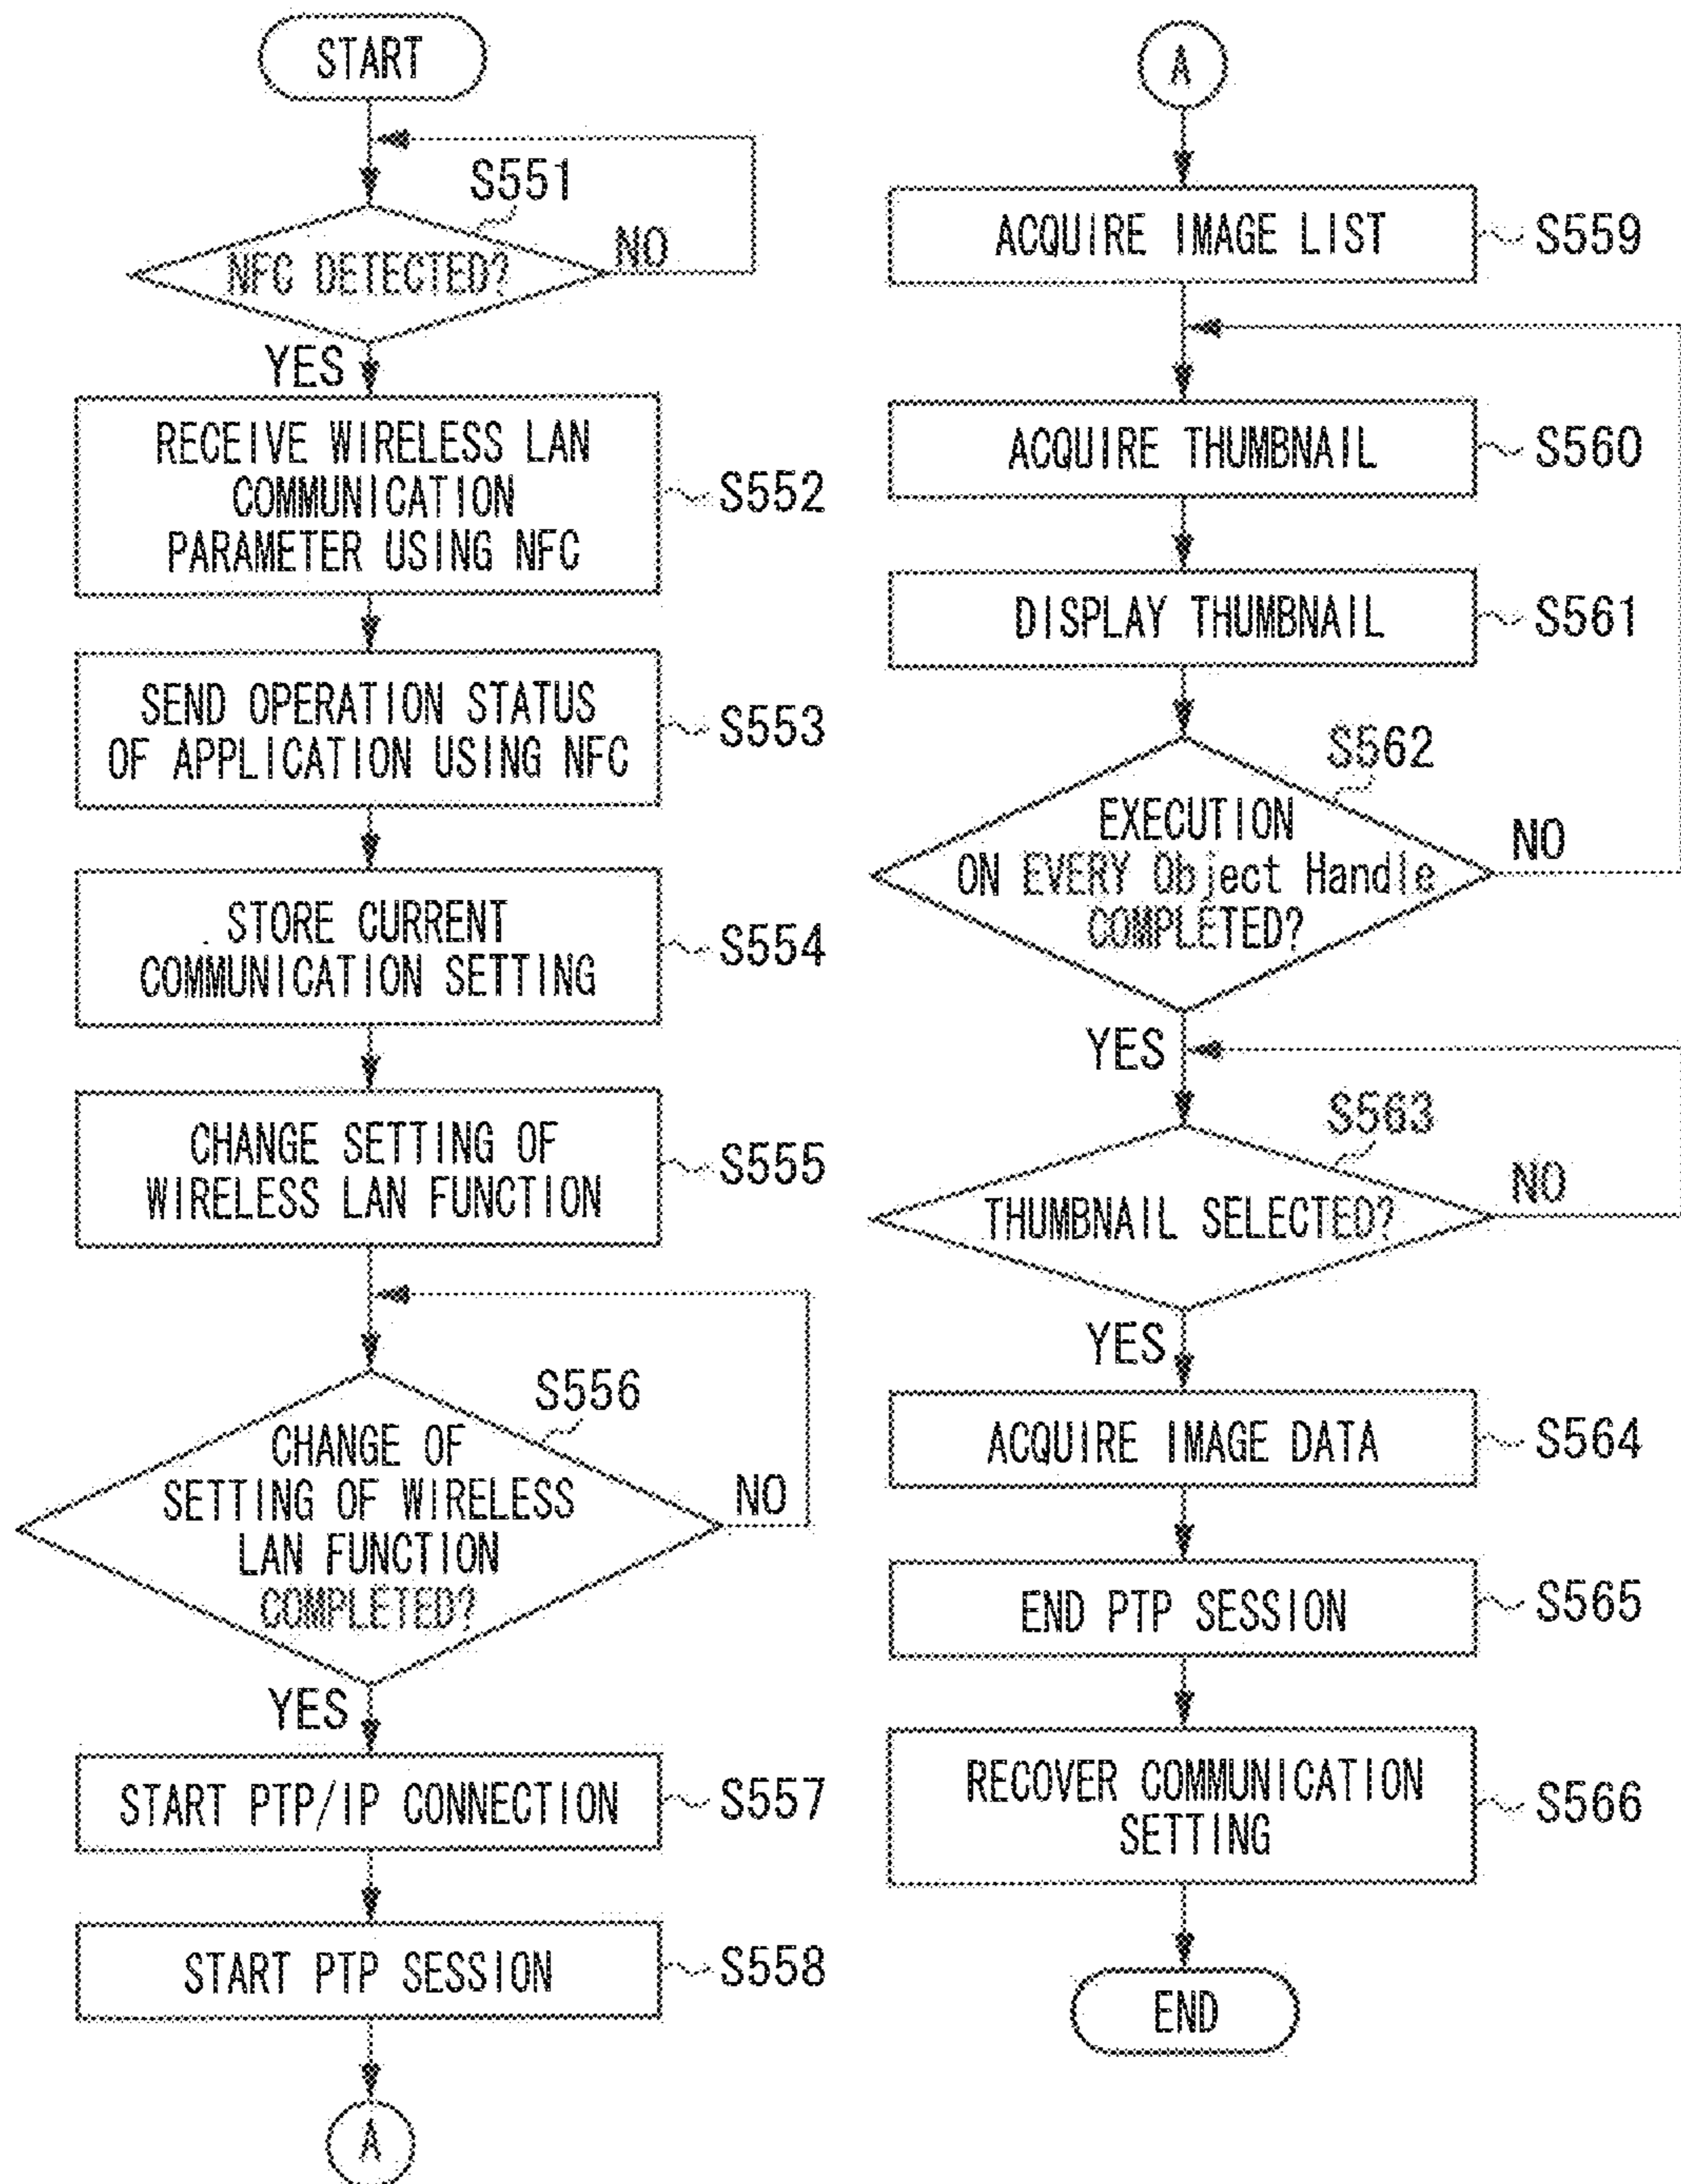 START
S551
NFC DETECTED?
NO
YES
RECEIVE WIRELESS LAN
COMMUNICATION
PARAMETER USING NFC
S552
SEND OPERATION STATUS
OF APPLICATION USING NFC
S553
STORE CURRENT
COMMUNICATION SETTING
S554
CHANGE SETTING OF
WIRELESS LAN FUNCTION
S555
S556
CHANGE OF
SETTING OF WIRELESS
LAN FUNCTION
COMPLETED?
NO
YES
START PTP/IP CONNECTION
S557
START PTP SESSION
S558
A
A
ACQUIRE IMAGE LIST
S559
ACQUIRE THUMBNAIL
S560
DISPLAY THUMBNAIL
S561
S562
EXECUTION
ON EVERY Object Handle
COMPLETED?
NO
YES
S563
THUMBNAIL SELECTED?
NO
YES
ACQUIRE IMAGE DATA
S564
END PTP SESSION
S565
RECOVER COMMUNICATION
SETTING
S566
END